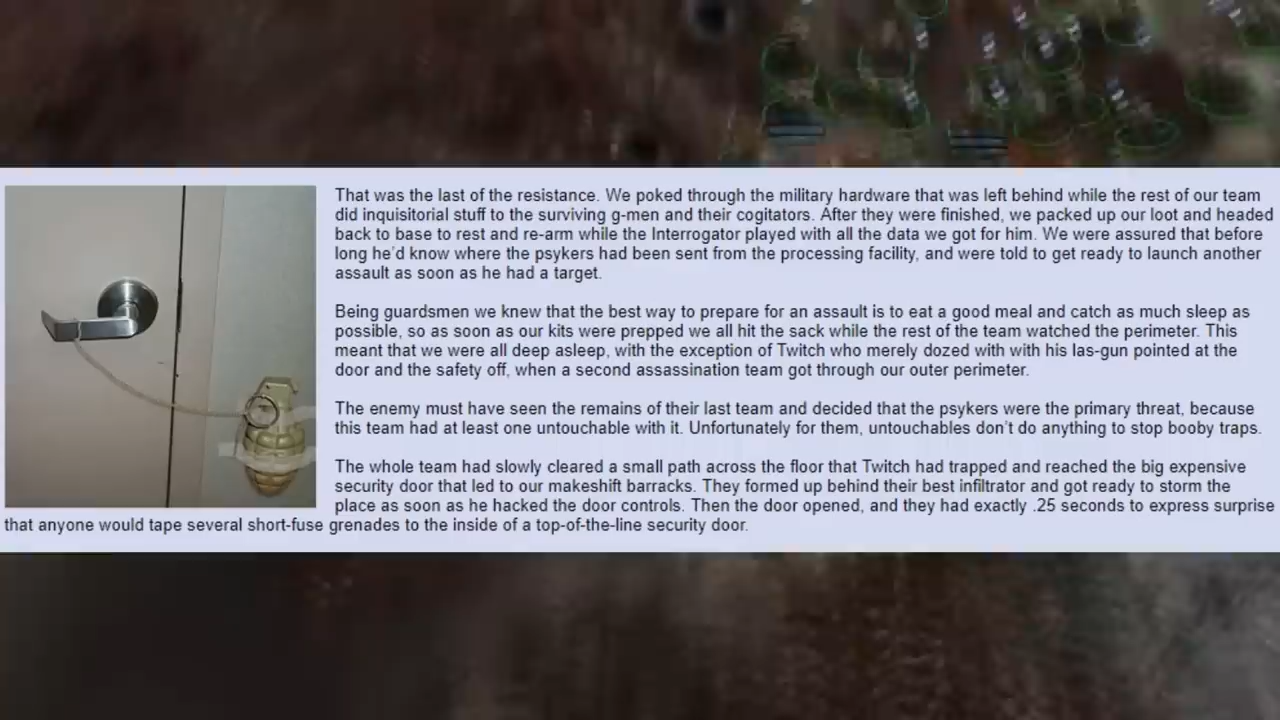 That was the last of the resistance. We poked through the military hardware that was left behind while the rest of our team
did inquisitorial stuff to the surviving g-men and their cogitators. After they were finished, we packed up our loot and headed
back to base to rest and re-arm while the Interrogator played with all the data we got for him. We were assured that before
long he'd know where the psykers had been sent from the processing facility, and were told to get ready to launch another
assault as soon as he had a target.
Being guardsmen we knew that the best way to prepare for an assault is to eat a good meal and catch as much sleep as
possible, so as soon as our kits were prepped we all hit the sack while the rest of the team watched the perimeter. This
meant that we were all deep asleep, with the exception of Twitch who merely dozed with with his las-gun pointed at the
door and the safety off, when a second assassination team got through our outer perimeter.
The enemy must have seen the remains of their last team and decided that the psykers were the primary threat, because
this team had at least one untouchable with it. Unfortunately for them, untouchables don't do anything to stop booby traps.
The whole team had slowly cleared a small path across the floor that Twitch had trapped and reached the big expensive
security door that led to our makeshift barracks. They formed up behind their best infiltrator and got ready to storm the
place as soon as he hacked the door controls. Then the door opened, and they had exactly .25 seconds to express surprise
that anyone would tape several short-fuse grenades to the inside of a top-of-the-line security door.